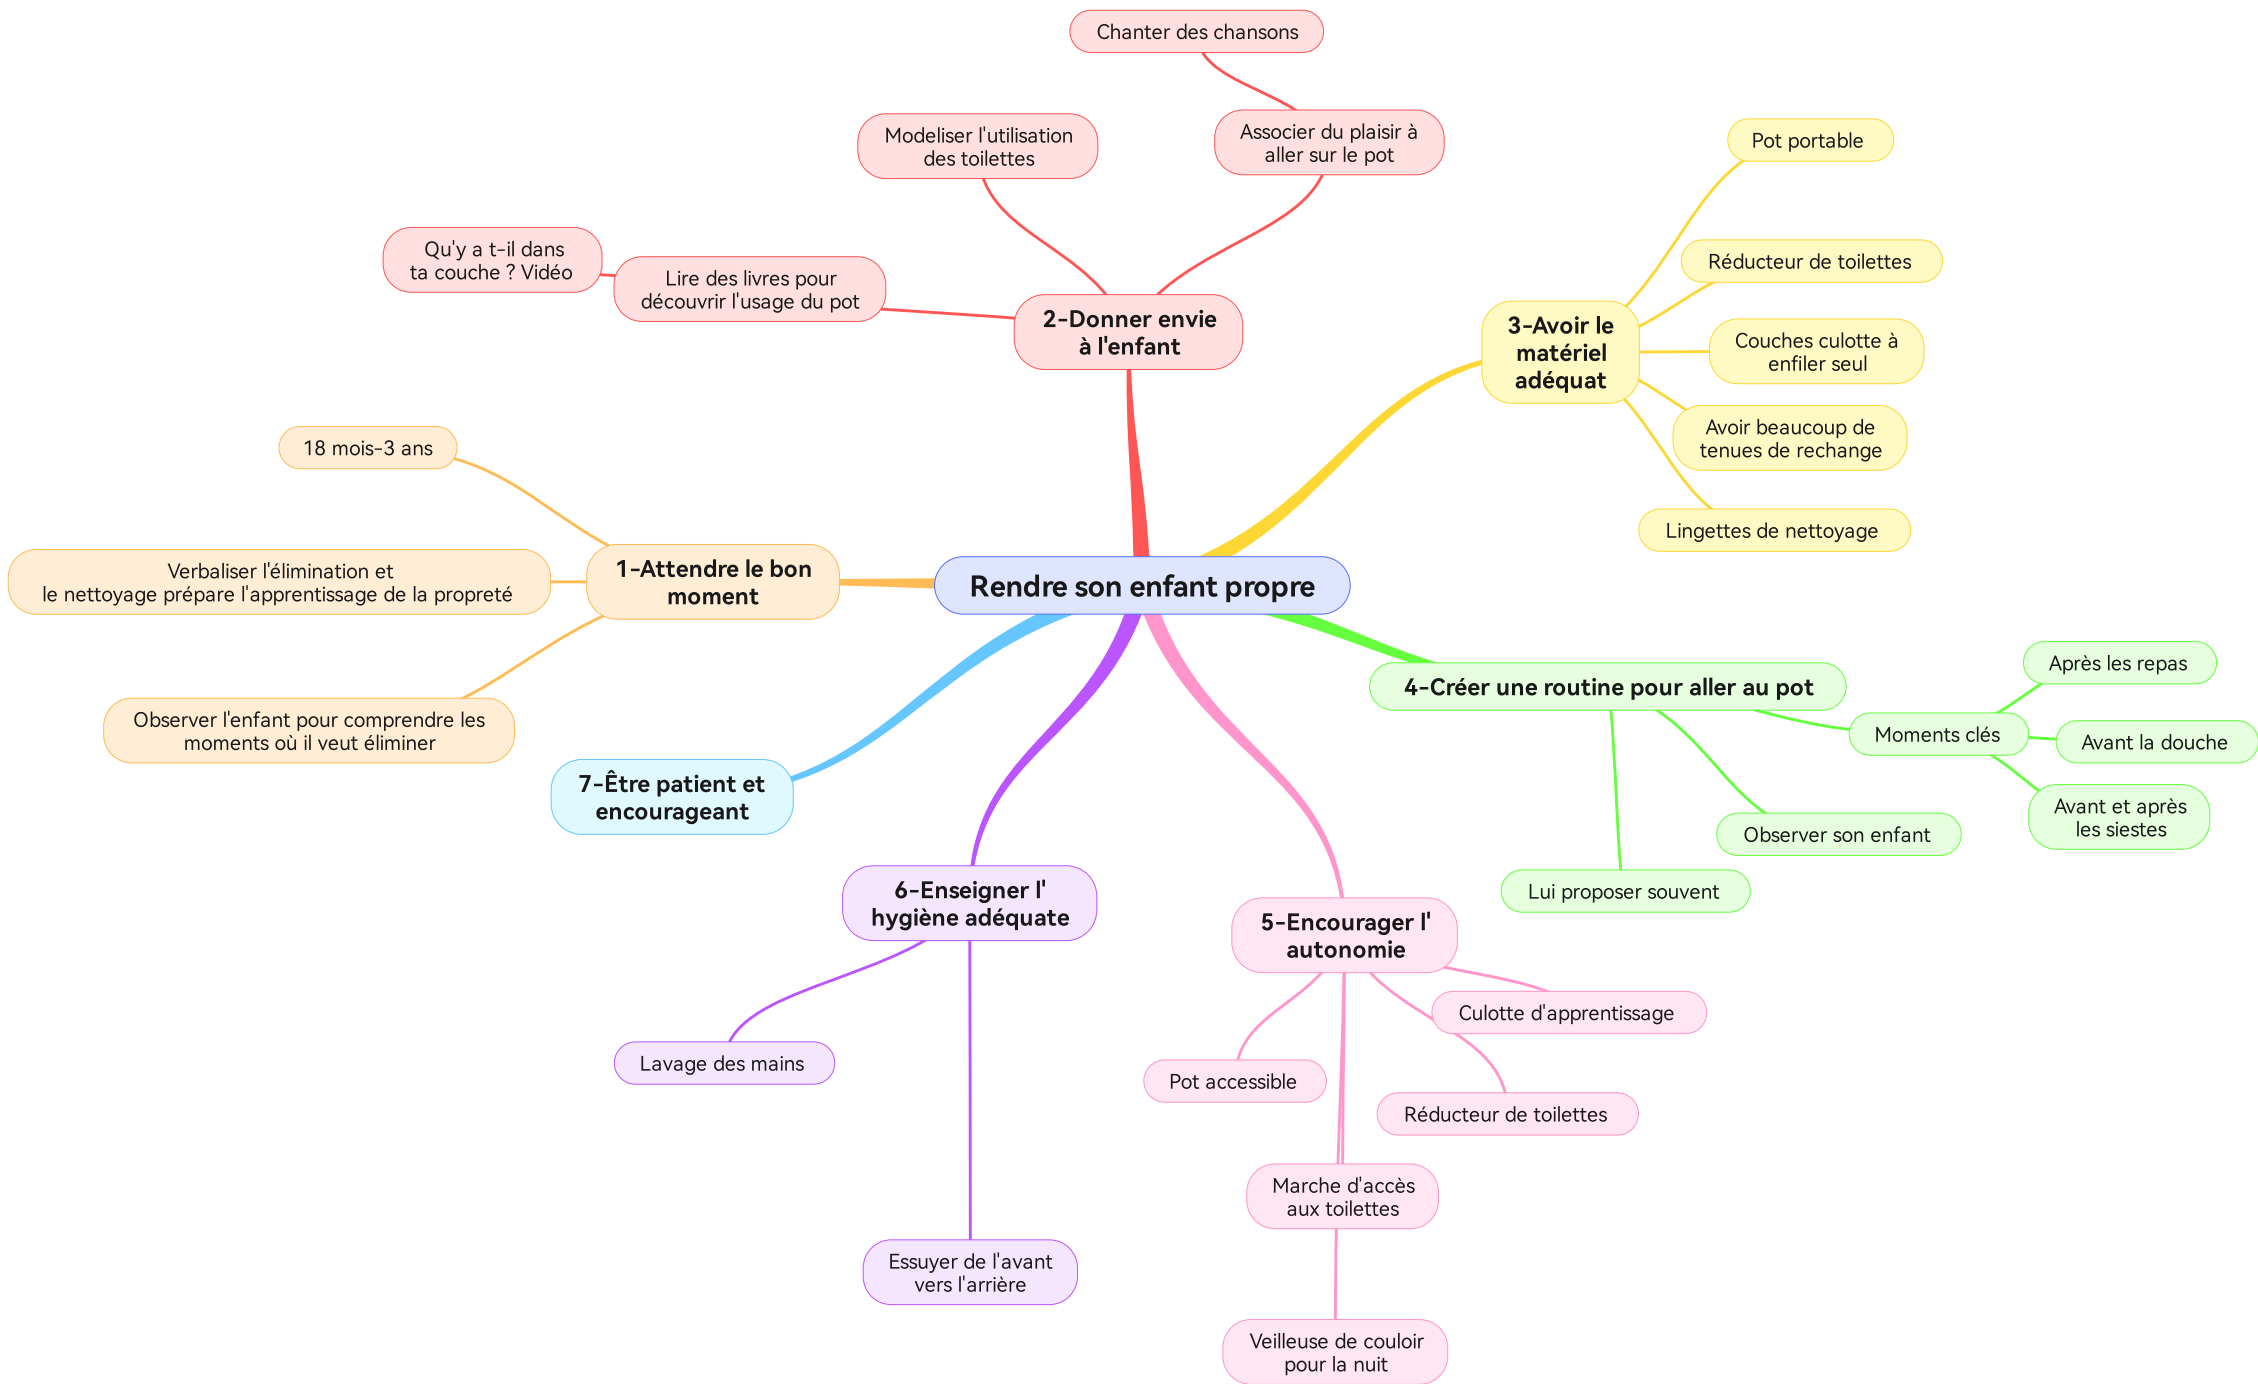 Chanter des chansons
Modeliser l'utilisation
des toilettes
Associer du plaisir à
aller sur le pot
Qu'y a t-il dans
ta couche ? Vidéo
Lire des livres pour
découvrir l'usage du pot
2-Donner envie
à l'enfant
Pot portable
Réducteur de toilettes
3-Avoir le
matériel
adéquat
Couches culotte à
enfiler seul
Avoir beaucoup de
tenues de rechange
Lingettes de nettoyage
18 mois-3 ans
Verbaliser l'élimination et
le nettoyage prépare l'apprentissage de la propreté
1-Attendre le bon
moment
Observer l'enfant pour comprendre les
moments où il veut éliminer
Rendre son enfant propre
4-Créer une routine pour aller au pot
Moments clés
Après les repas
Avant la douche
Avant et après
les siestes
Observer son enfant
Lui proposer souvent
7-Être patient et
encourageant
6-Enseigner l'
hygiène adéquate
Lavage des mains
Essuyer de l'avant
vers l'arrière
5-Encourager l'
autonomie
Culotte d'apprentissage
Pot accessible
Réducteur de toilettes
Marche d'accès
aux toilettes
Veilleuse de couloir
pour la nuit